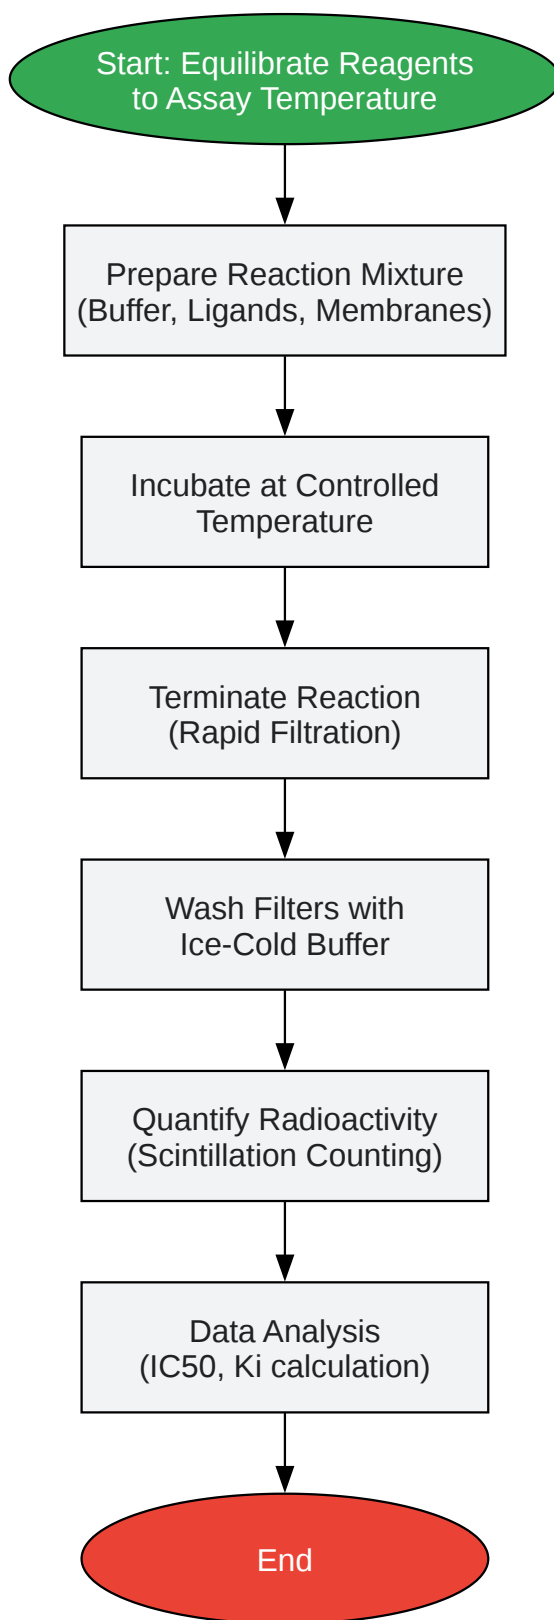 Start: Equilibrate Reagents
to Assay Temperature
Prepare Reaction Mixture
(Buffer, Ligands, Membranes)
Incubate at Controlled
Temperature
Terminate Reaction
(Rapid Filtration)
Wash Filters with
Ice-Cold Buffer
Quantify Radioactivity
(Scintillation Counting)
Data Analysis
(IC50, Ki calculation)
End